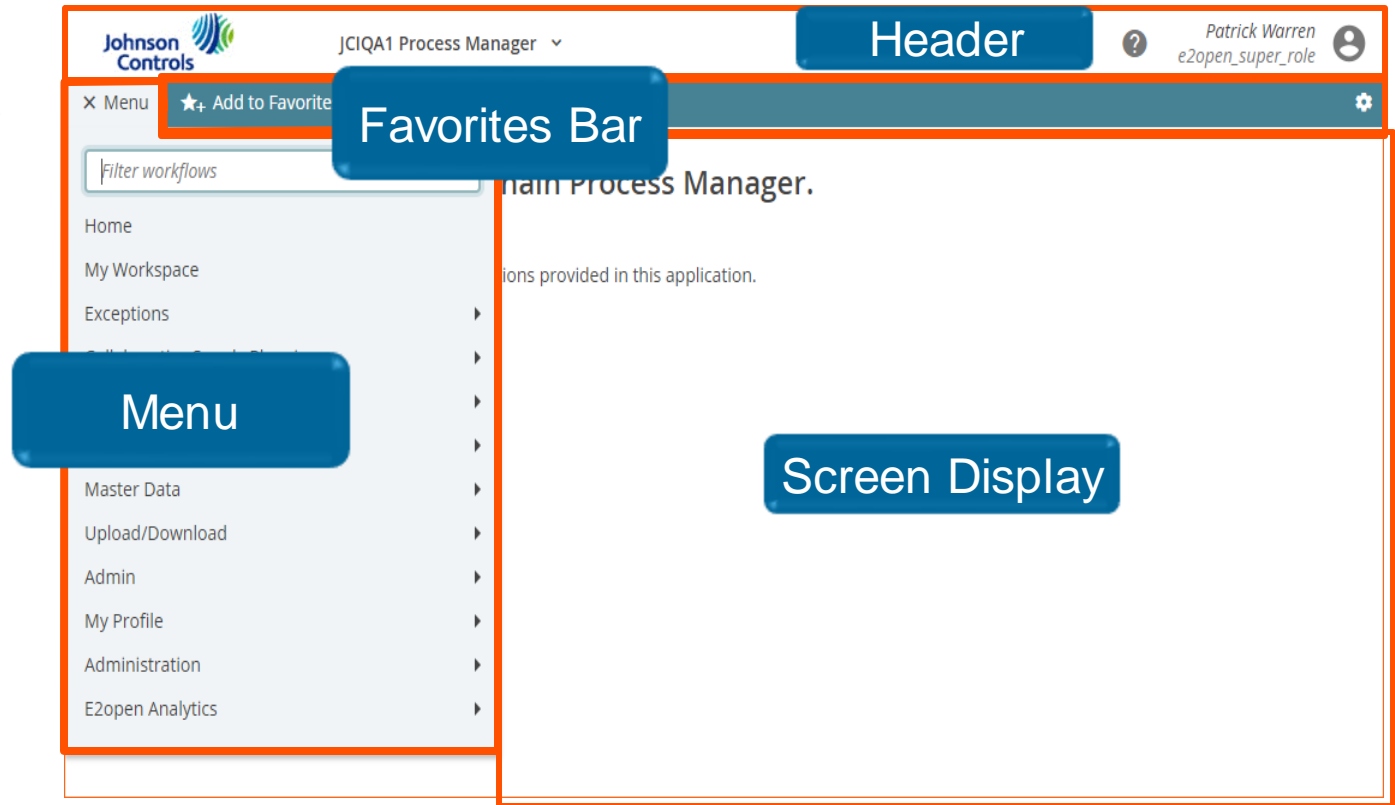 Johnson Controls
JCIQA1 Process Manager
Header
Patrick Warren
e2open_super_role
Menu
Add to Favorite
Favorites Bar
Filter workflows
Process Manager.
Home
My Workspace
provided in this application.
Exceptions
Menu
Screen Display
Master Data
Upload/Download
Admin
My Profile
Administration
E2open Analytics